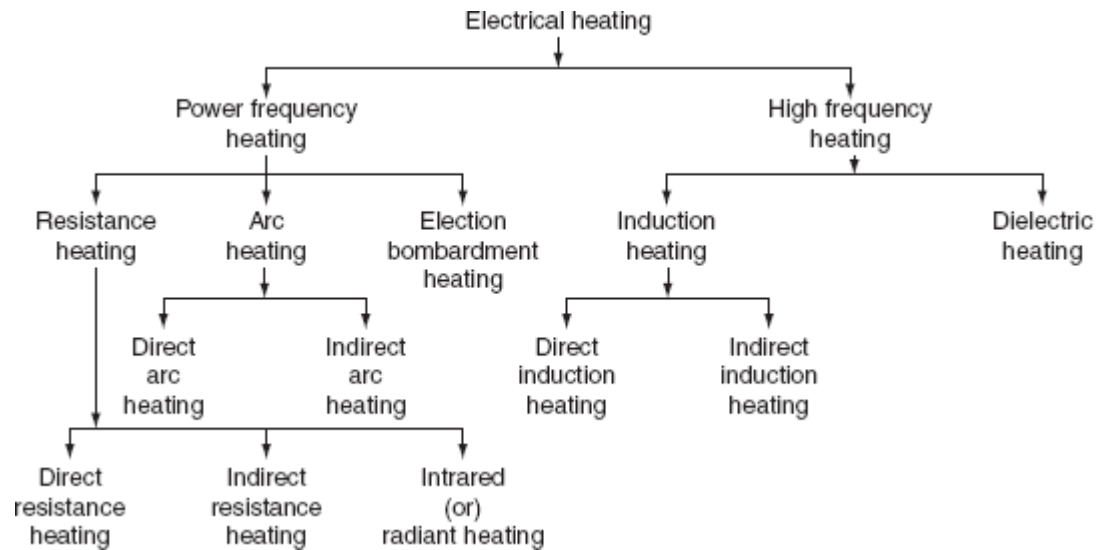 Electrical heating
Power frequency
heating
High frequency
heating
Resistance
heating
Arc
heating
Election
bombardment
heating
Induction
heating
Dielectric
heating
Direct
arc
heating
Indirect
arc
heating
Direct
induction
heating
Indirect
induction
heating
Direct
resistance
heating
Indirect
resistance
heating
Intrared
(or)
radiant heating